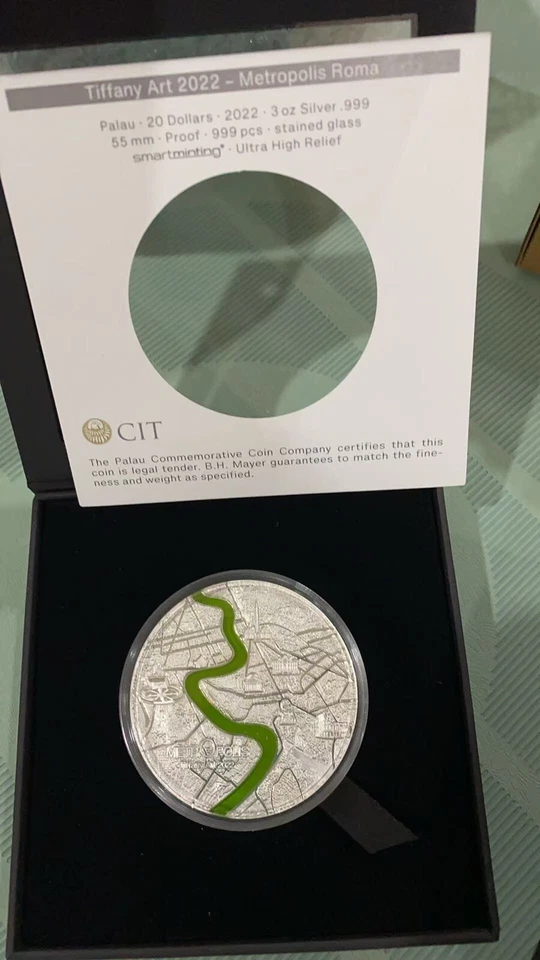 Tiffany Art 2022 – Metropolis Roma
Palau · 20 Dollars · 2022 · 3 oz Silver .999
55 mm · Proof · 999 pcs · stained glass
smartminting® · Ultra High Relief
CIT
The Palau Commemorative Coin Company certifies that this
coin is legal tender. B.H. Mayer guarantees to match the fine-
ness and weight as specified.
METROPOLIS